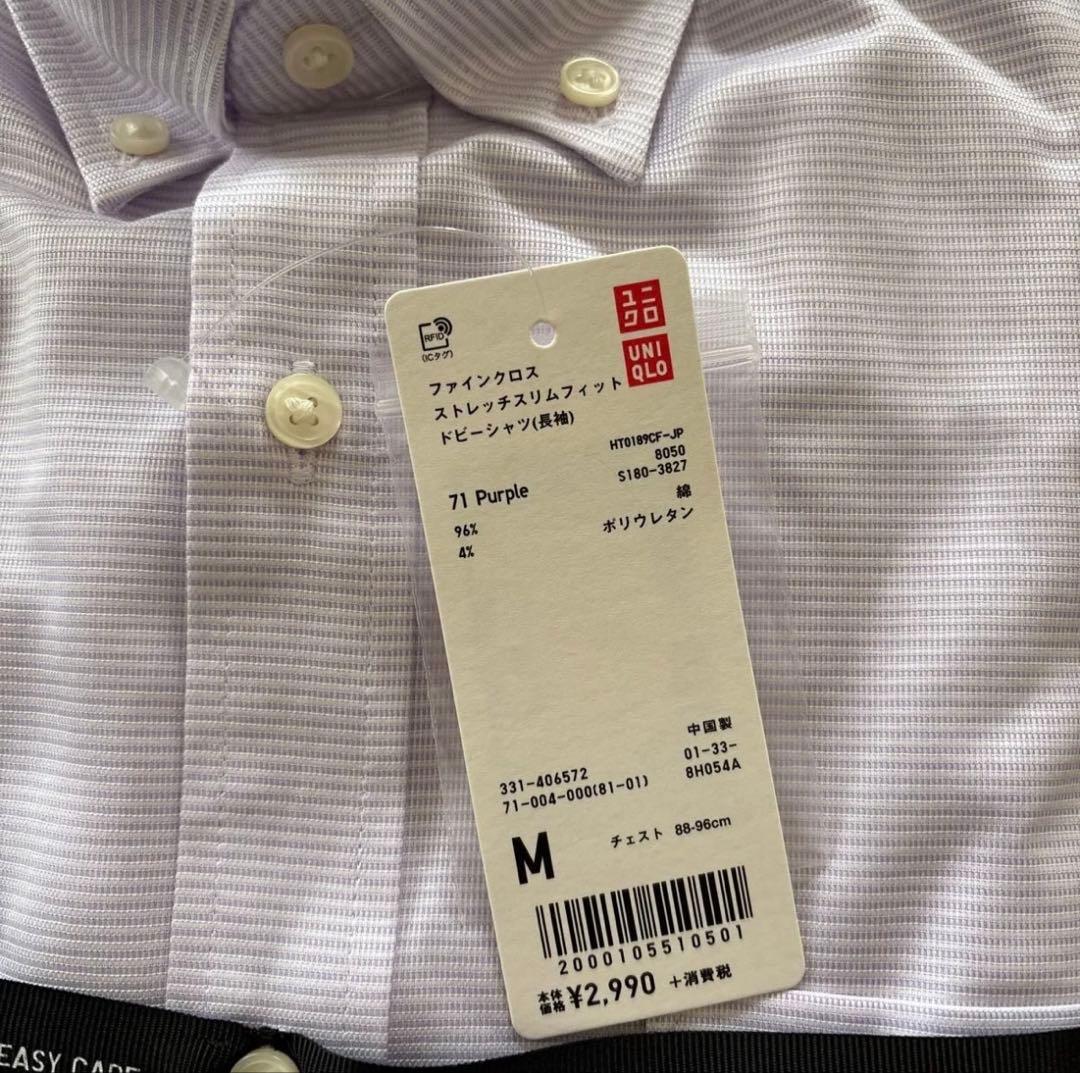 RFID
(ICタグ)
ユニ
クロ
UNI
QLO
ファインクロス
ストレッチスリムフィット
ドビーシャツ(長袖)
HT0189CF-JP
8050
S180-3827
71 Purple
96% 綿
4% ポリウレタン
中国製
01-33-
8H054A
331-406572
71-004-000(81-01)
M チェスト 88-96cm
2000105510501
本体
価格 ¥2,990 +消費税
EASY CARE